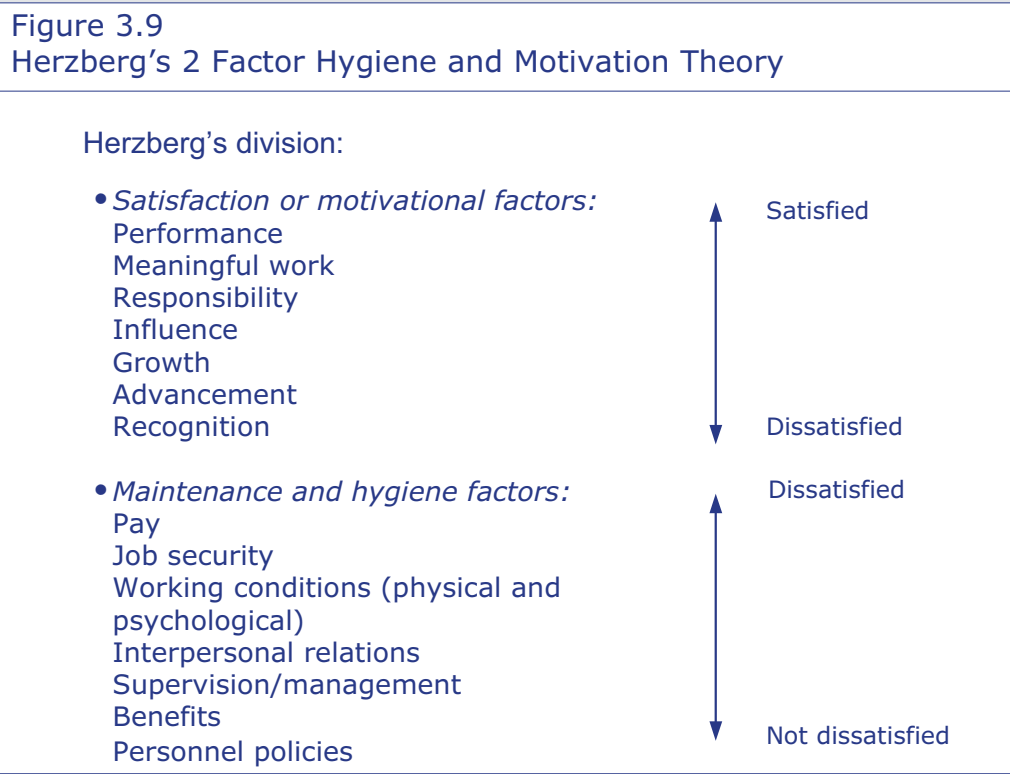 Figure 3.9
Herzberg’s 2 Factor Hygiene and Motivation Theory
Herzberg’s division:
• Satisfaction or motivational factors:
Performance
Meaningful work
Responsibility
Influence
Growth
Advancement
Recognition
Satisfied
Dissatisfied
• Maintenance and hygiene factors:
Pay
Job security
Working conditions (physical and
psychological)
Interpersonal relations
Supervision/management
Benefits
Personnel policies
Dissatisfied
Not dissatisfied